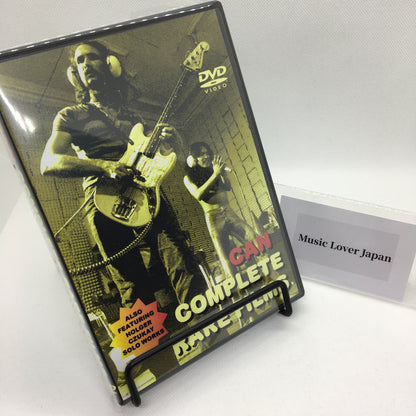 DVD
VIDEO
CAN
COMPLETE
RARE FILMS
ALSO
FEATURING
HOLGER
CZUKAY
SOLO WORKS
Music Lover Japan